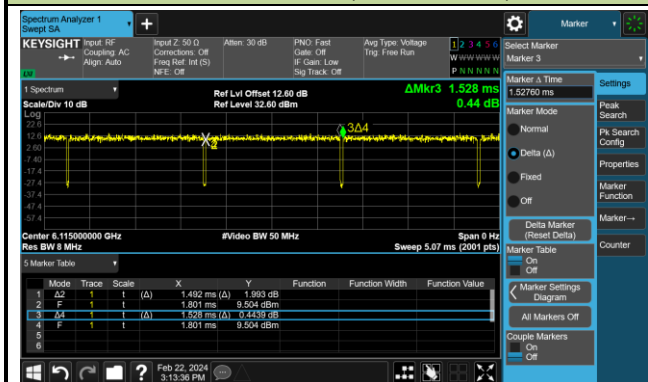 Spectrum Analyzer 1
Swept SA
+
Marker
KEYSIGHT
Input: RF
Coupling: AC
Align: Auto
Input Z: 50 Ω
Corrections: Off
Freq Ref: Int (S)
NFE: Off
Atten: 30 dB
PNO: Fast
Gate: Off
IF Gain: Low
Sig Track: Off
Avg Type: Voltage
Trig: Free Run
1 2 3 4 5 6
W W W W W W
P N N N N N
Select Marker
Marker 3
1 Spectrum
Scale/Div 10 dB
Log
Ref Lvl Offset 12.60 dB
Ref Level 32.60 dBm
ΔMkr3 1.528 ms
0.44 dB
22.6
12.6
2.60
-7.40
-17.4
-27.4
-37.4
-47.4
-57.4
2
3Δ4
Center 6.115000000 GHz
Res BW 8 MHz
#Video BW 50 MHz
Span 0 Hz
Sweep 5.07 ms (2001 pts)
5 Marker Table
Mode Trace Scale X Y Function Function Width Function Value
1 Δ2 1 t (Δ) 1.492 ms (Δ) 1.993 dB
2 F 1 t 1.801 ms 9.504 dBm
3 Δ4 1 t (Δ) 1.528 ms (Δ) 0.4439 dB
4 F 1 t 1.801 ms 9.504 dBm
5
6
Marker Δ Time
1.52760 ms
Marker Mode
Normal
Delta (Δ)
Fixed
Off
Delta Marker
(Reset Delta)
Marker Table
On
Off
Marker Settings
Diagram
All Markers Off
Couple Markers
On
Off
Settings
Peak
Search
Pk Search
Config
Properties
Marker
Function
Marker→
Counter
?
Feb 22, 2024
3:13:36 PM